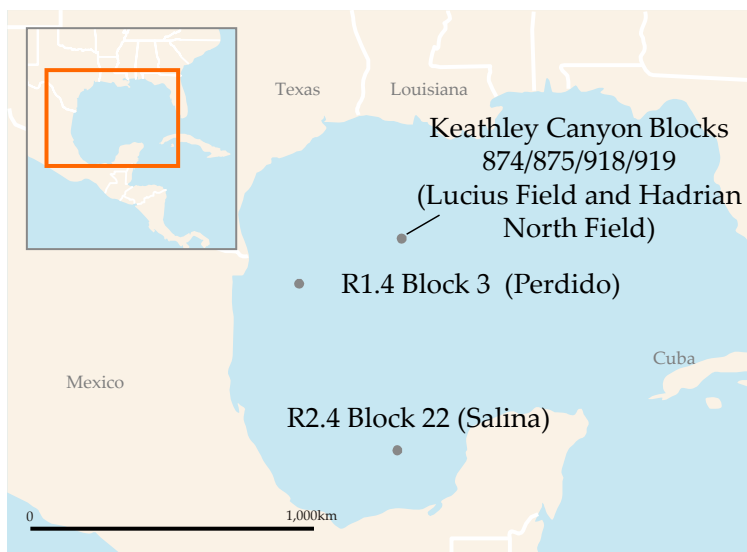 Texas
Louisiana
Keathley Canyon Blocks
874/875/918/919
(Lucius Field and Hadrian
North Field)
R1.4 Block 3  (Perdido)
Cuba
Mexico
R2.4 Block 22 (Salina)
0
1,000km